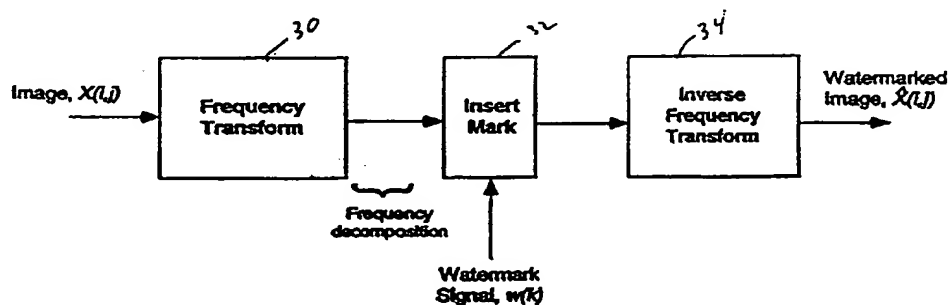 30
32
34
Image, X(i,j)
Frequency
Transform
Insert
Mark
Inverse
Frequency
Transform
Watermarked
Image, X̂(i,j)
Frequency
decomposition
Watermark
Signal, w(k)